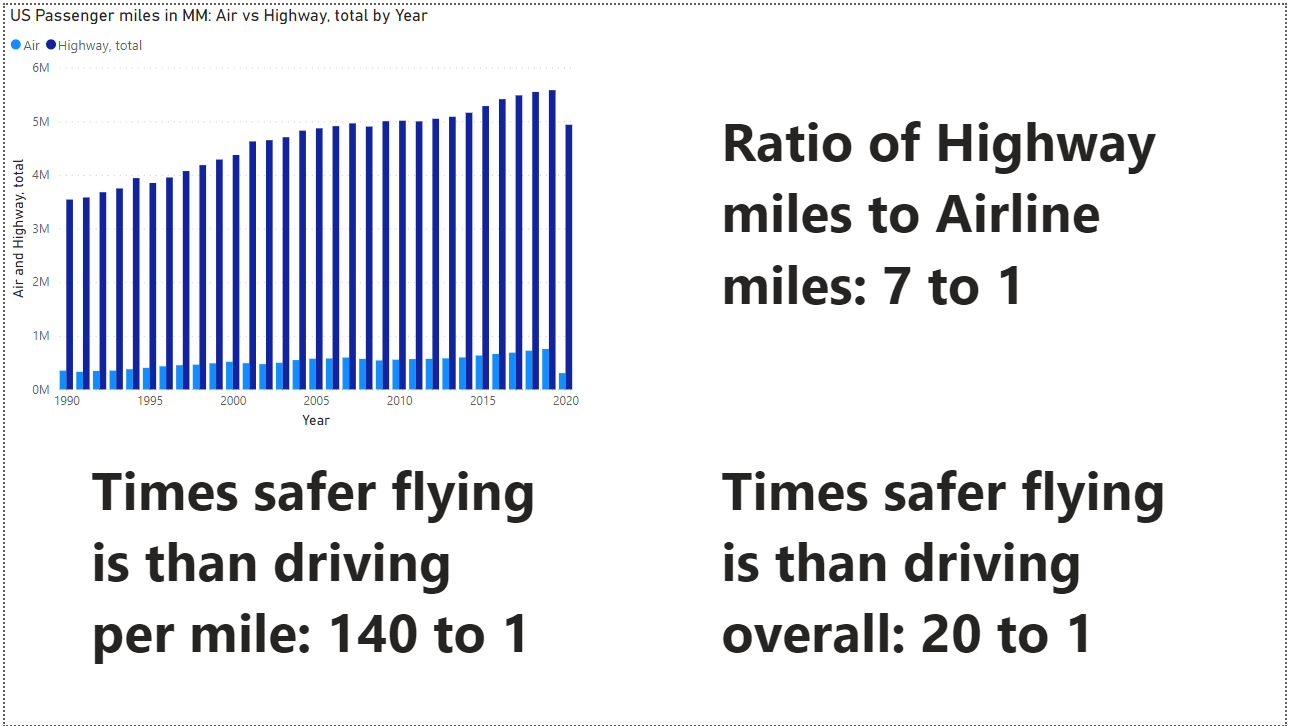 US Passenger miles in MM: Air vs Highway, total by Year
Air Highway, total
6M
5M
4M
3M
2M
1M
0M
Air and Highway, total
1990 1995 2000 2005 2010 2015 2020
Year
Ratio of Highway
miles to Airline
miles: 7 to 1
Times safer flying
is than driving
per mile: 140 to 1
Times safer flying
is than driving
overall: 20 to 1